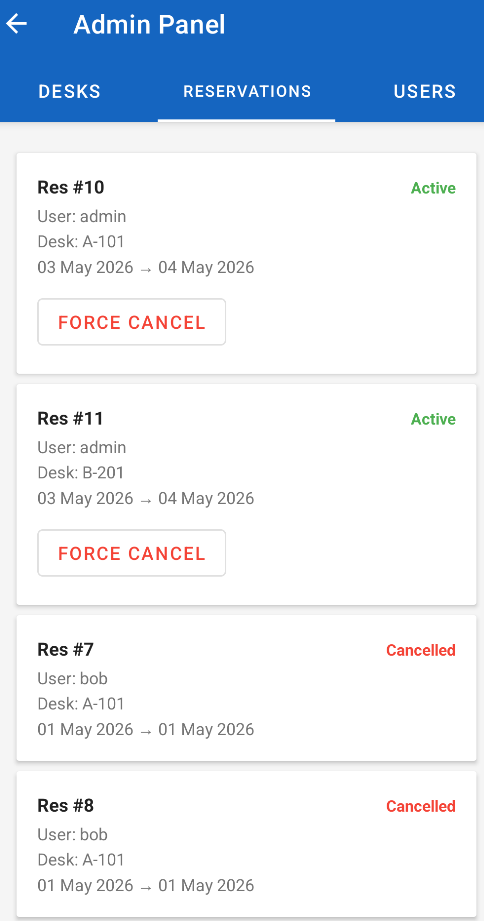 Admin Panel
DESKS
RESERVATIONS
USERS
Res #10
Active
User: admin
Desk: A-101
03 May 2026 → 04 May 2026
FORCE CANCEL
Res #11
Active
User: admin
Desk: B-201
03 May 2026 → 04 May 2026
FORCE CANCEL
Res #7
Cancelled
User: bob
Desk: A-101
01 May 2026 → 01 May 2026
Res #8
Cancelled
User: bob
Desk: A-101
01 May 2026 → 01 May 2026